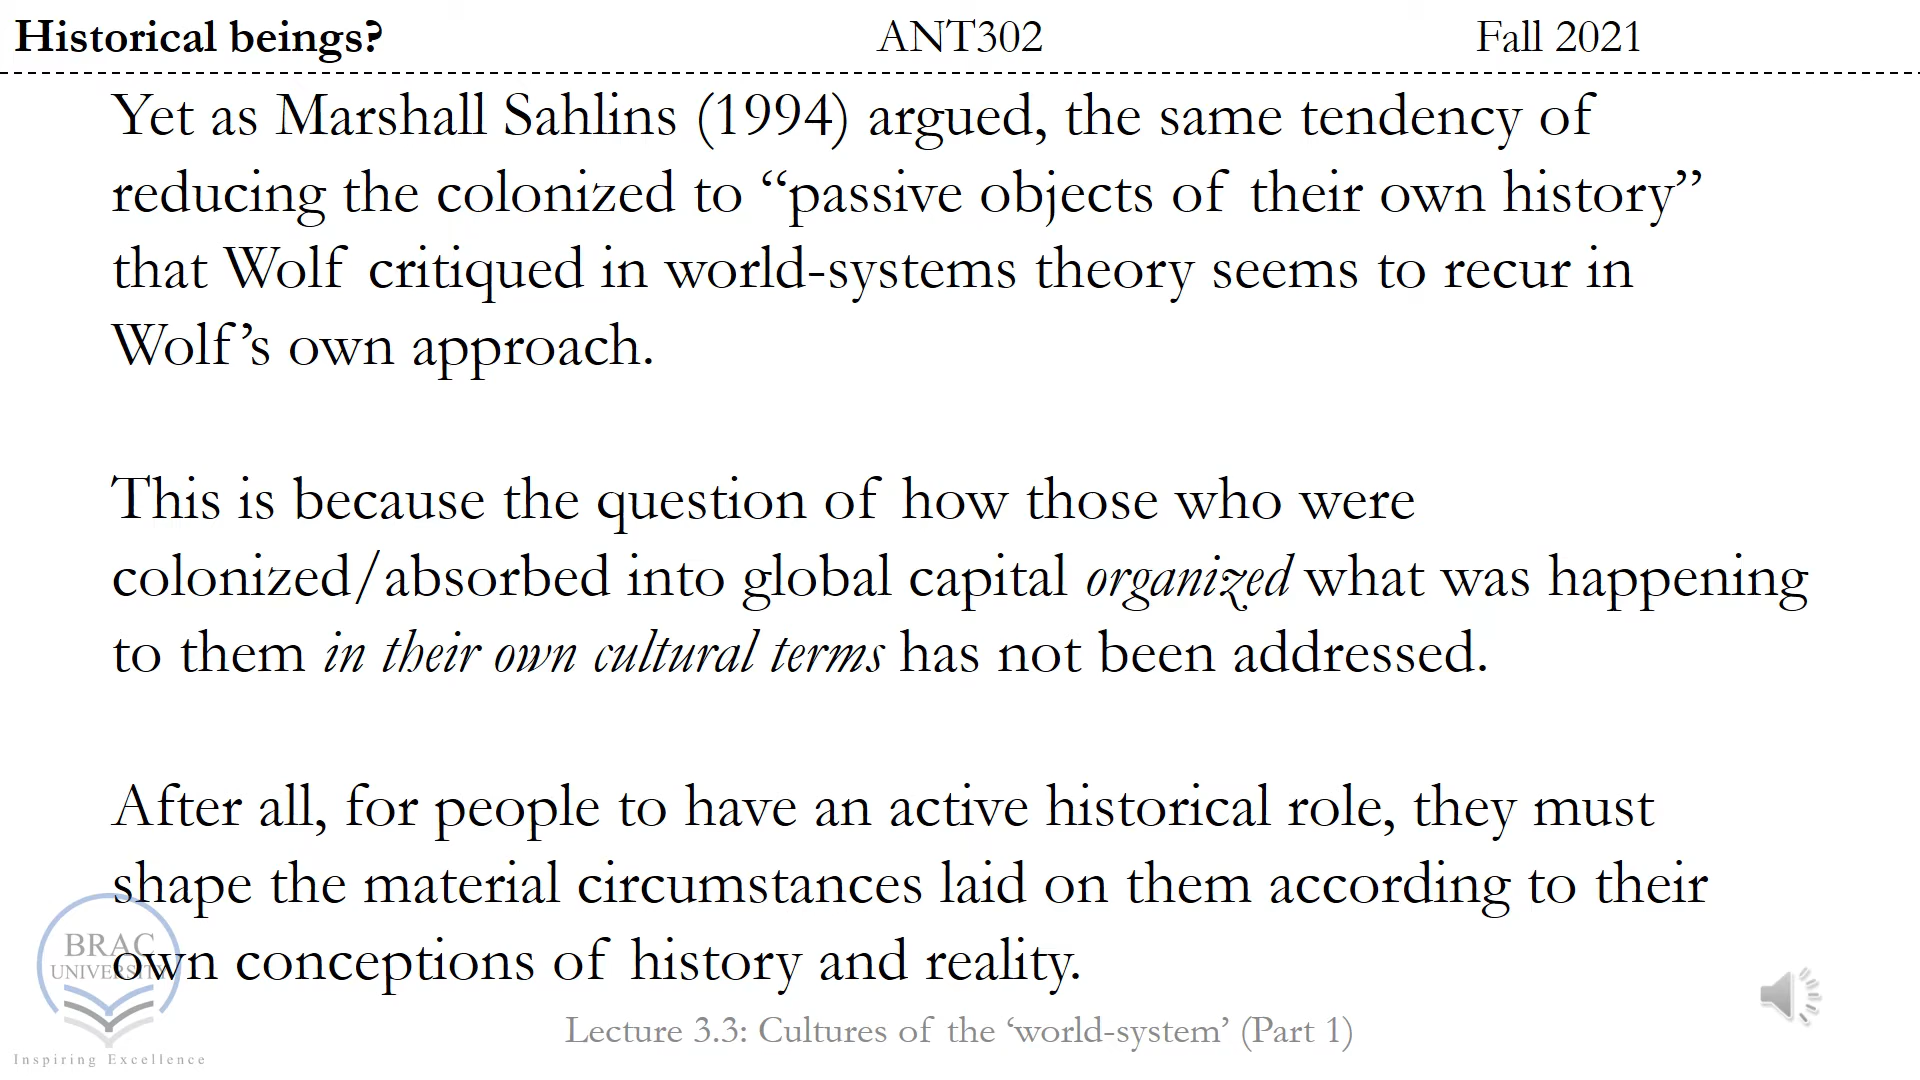 Historical beings? ANT302 Fall 2021
Yet as Marshall Sahlins (1994) argued, the same tendency of
reducing the colonized to “passive objects of their own history”
that Wolf critiqued in world-systems theory seems to recur in
Wolf’s own approach.
This is because the question of how those who were
colonized/absorbed into global capital organized what was happening
to them in their own cultural terms has not been addressed.
After all, for people to have an active historical role, they must
shape the material circumstances laid on them according to their
own conceptions of history and reality.
BRAC
UNIVERSITY
Inspiring Excellence
Lecture 3.3: Cultures of the ‘world-system’ (Part 1)